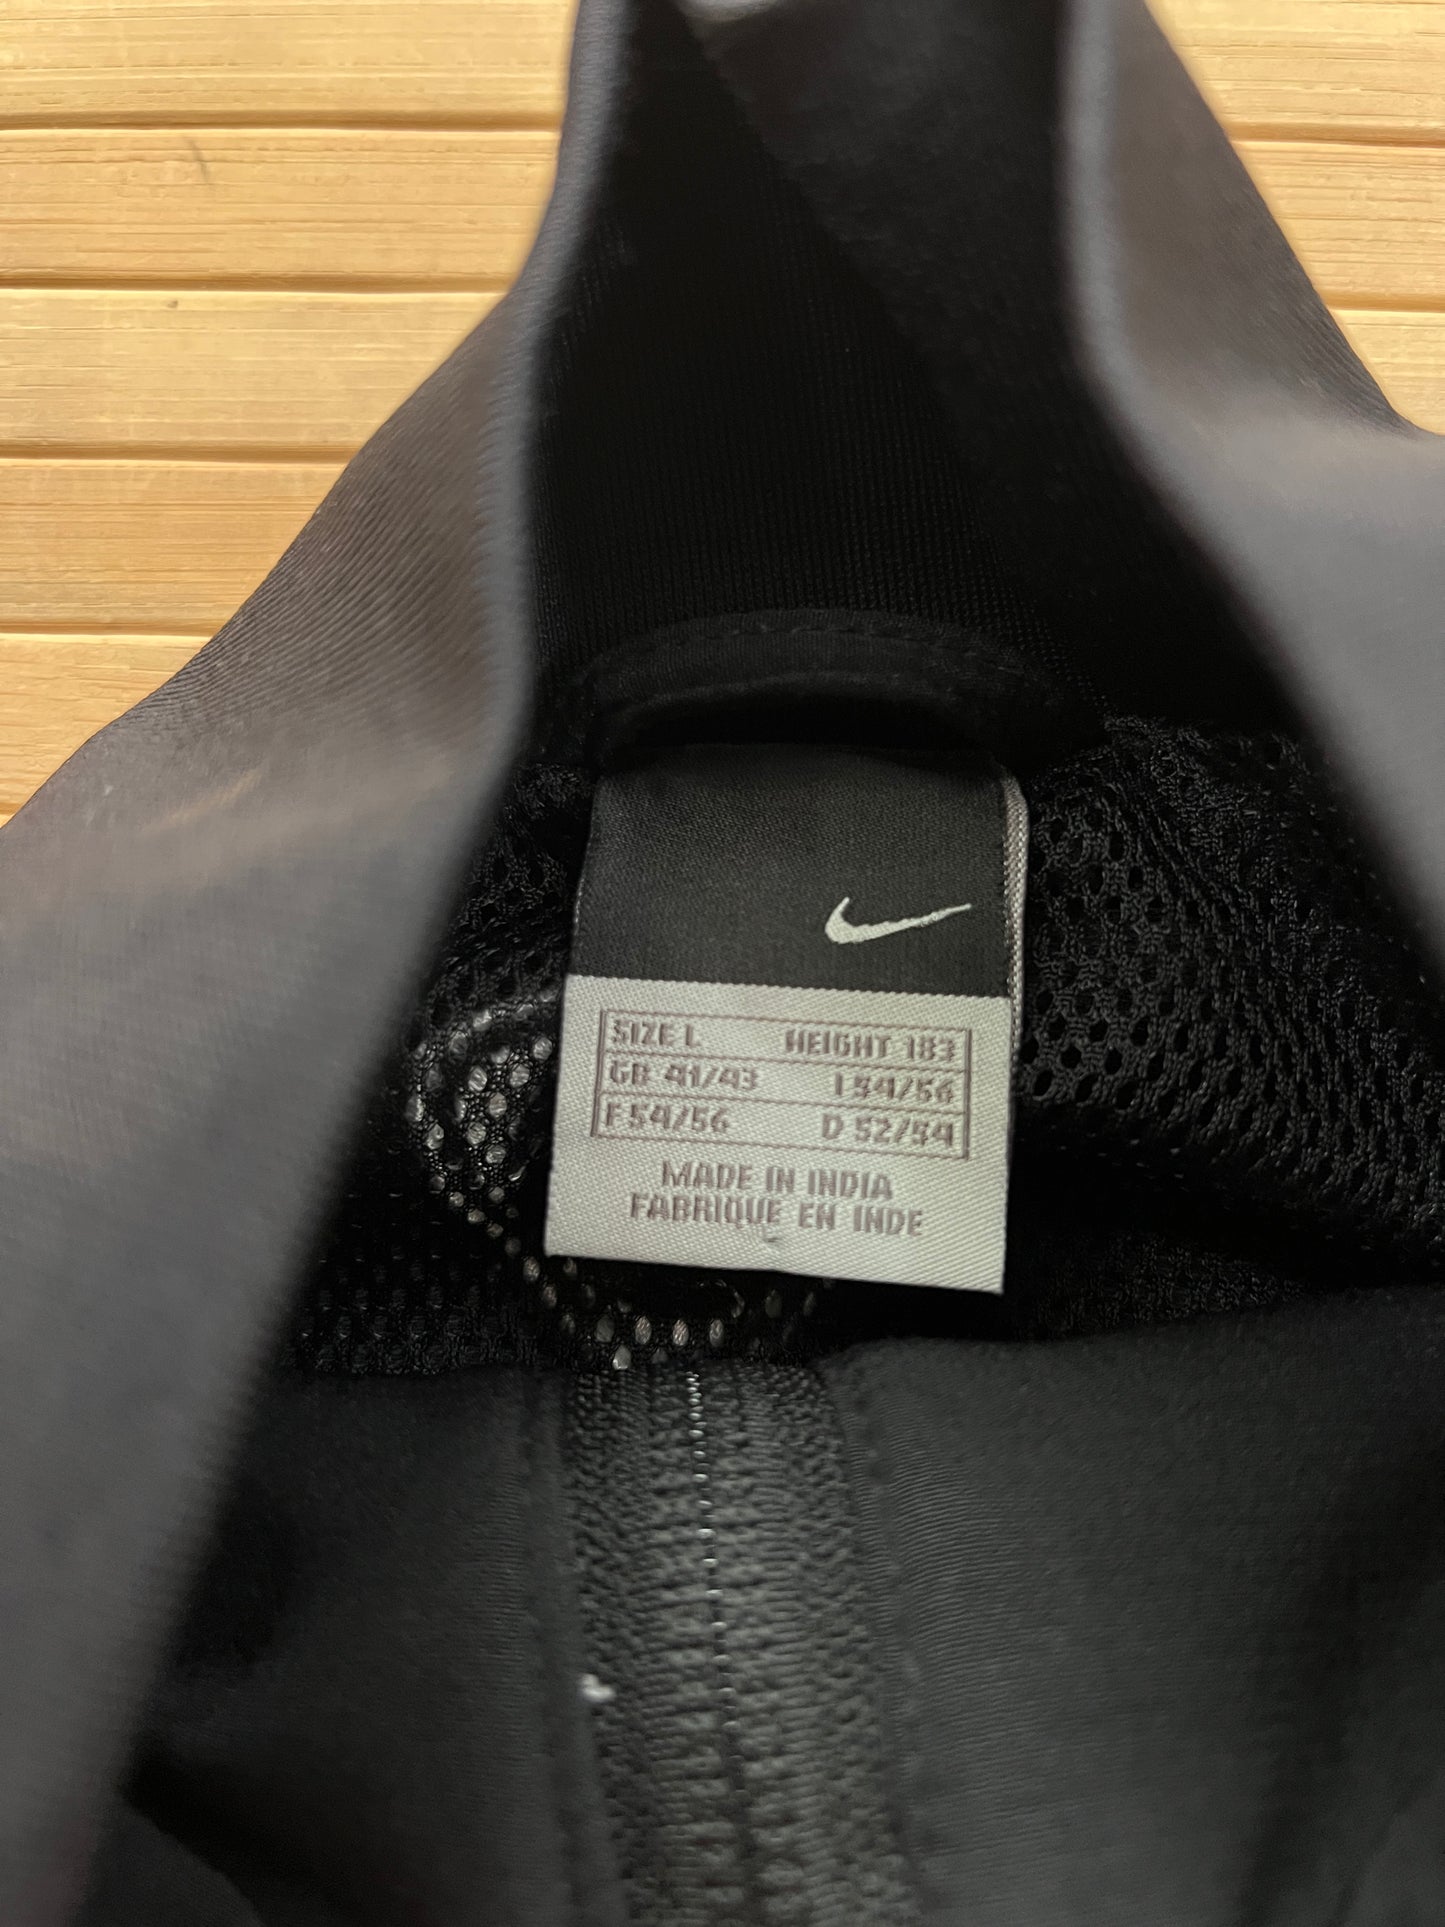 SIZE L HEIGHT 183
GB 41/43 I 54/56
F 54/56 D 52/54
MADE IN INDIA
FABRIQUE EN INDE